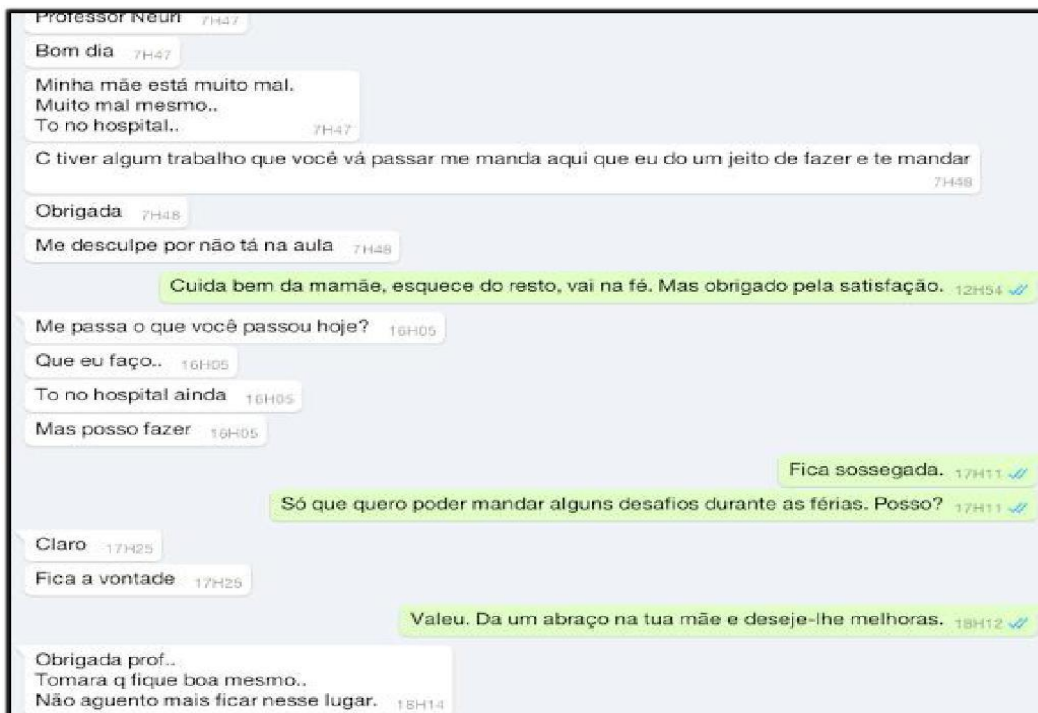 Professor Neuri 7H47
Bom dia 7H47
Minha mãe está muito mal.
Muito mal mesmo..
To no hospital.. 7H47
C tiver algum trabalho que você vá passar me manda aqui que eu do um jeito de fazer e te mandar
7H48
Obrigada 7H48
Me desculpe por não tá na aula 7H48
Cuida bem da mamãe, esquece do resto, vai na fé. Mas obrigado pela satisfação. 12H54
Me passa o que você passou hoje? 16H05
Que eu faço.. 16H05
To no hospital ainda 16H05
Mas posso fazer 16H05
Fica sossegada. 17H11
Só que quero poder mandar alguns desafios durante as férias. Posso? 17H11
Claro 17H25
Fica a vontade 17H25
Valeu. Da um abraço na tua mãe e deseje-lhe melhoras. 18H12
Obrigada prof..
Tomara q fique boa mesmo..
Não aguento mais ficar nesse lugar. 18H14